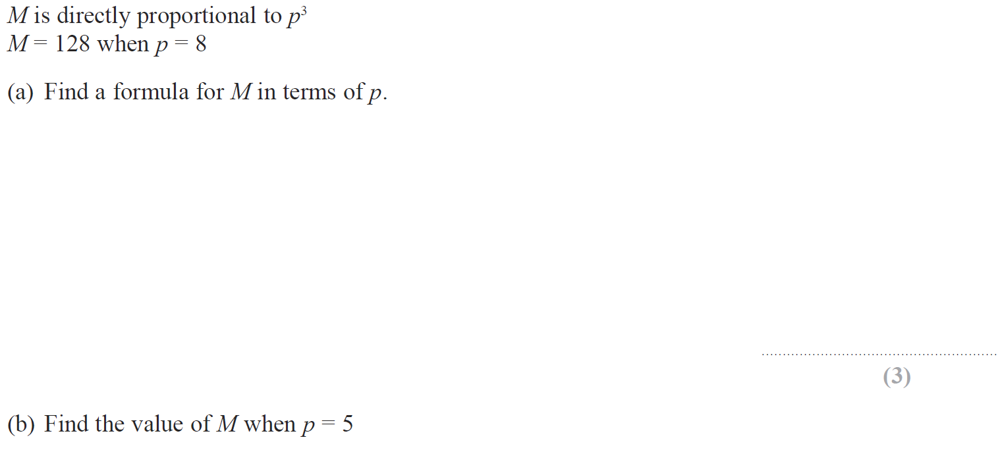 M is directly proportional to p³
M = 128 when p = 8
(a) Find a formula for M in terms of p.
......................................................
(3)
(b) Find the value of M when p = 5